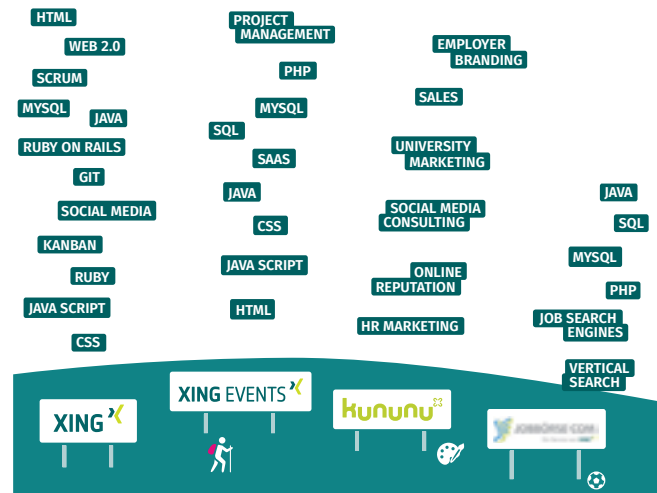 HTML
WEB 2.0
SCRUM
MYSQL
JAVA
RUBY ON RAILS
GIT
SOCIAL MEDIA
KANBAN
RUBY
JAVA SCRIPT
CSS
XING
PROJECT
MANAGEMENT
PHP
MYSQL
SQL
SAAS
JAVA
CSS
JAVA SCRIPT
HTML
XING EVENTS
EMPLOYER
BRANDING
SALES
UNIVERSITY
MARKETING
SOCIAL MEDIA
CONSULTING
ONLINE
REPUTATION
HR MARKETING
kununu
JAVA
SQL
MYSQL
PHP
JOB SEARCH
ENGINES
VERTICAL
SEARCH
JOBBÖRSE.COM